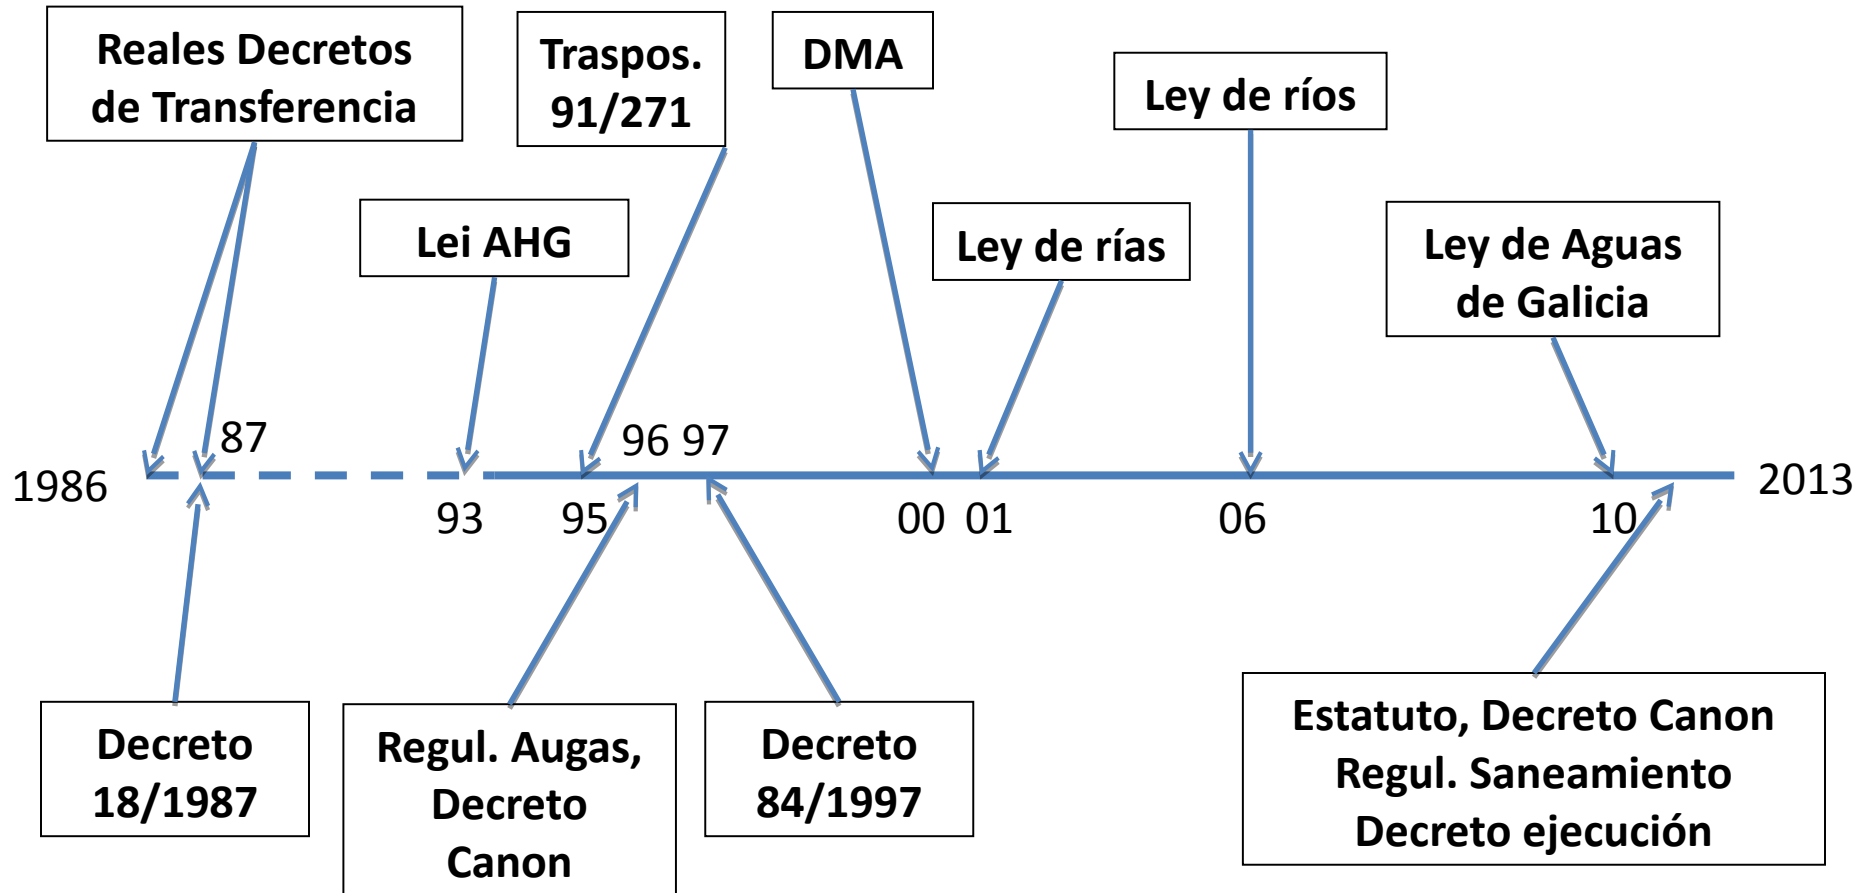 Reales Decretos
de Transferencia
Traspos.
91/271
DMA
Ley de ríos
Lei AHG
Ley de rías
Ley de Aguas
de Galicia
87
96 97
1986
2013
93
95
00 01
06
10
Decreto
18/1987
Regul. Augas,
Decreto
Canon
Decreto
84/1997
Estatuto, Decreto Canon
Regul. Saneamiento
Decreto ejecución